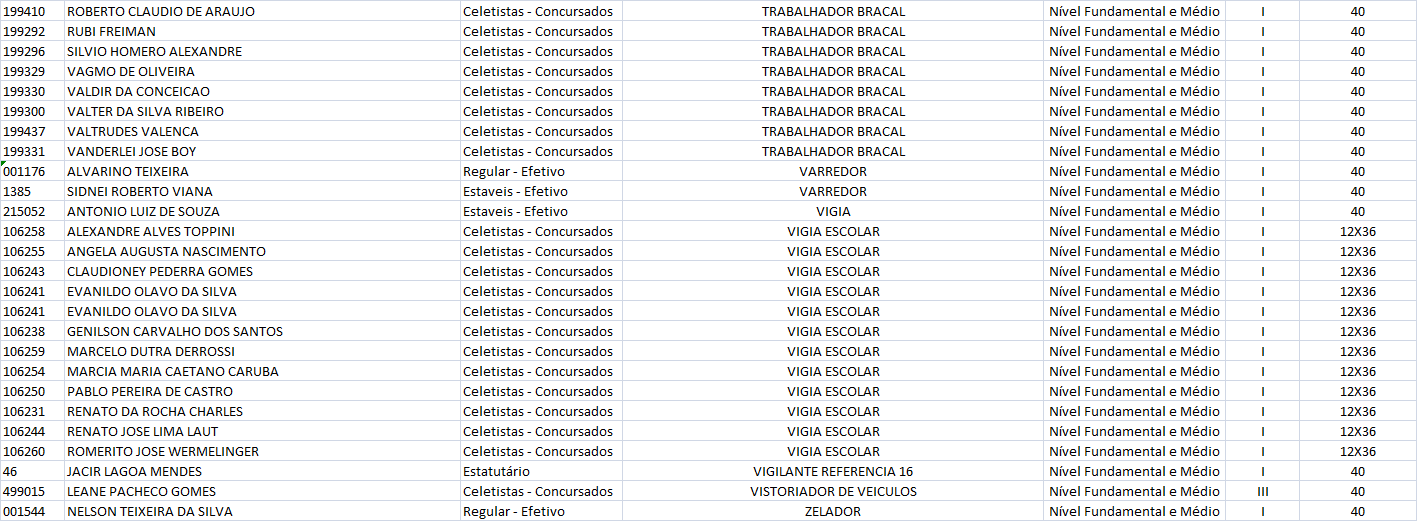 199410 ROBERTO CLAUDIO DE ARAUJO Celetistas - Concursados TRABALHADOR BRACAL Nível Fundamental e Médio I 40
199292 RUBI FREIMAN Celetistas - Concursados TRABALHADOR BRACAL Nível Fundamental e Médio I 40
199296 SILVIO HOMERO ALEXANDRE Celetistas - Concursados TRABALHADOR BRACAL Nível Fundamental e Médio I 40
199329 VAGMO DE OLIVEIRA Celetistas - Concursados TRABALHADOR BRACAL Nível Fundamental e Médio I 40
199330 VALDIR DA CONCEICAO Celetistas - Concursados TRABALHADOR BRACAL Nível Fundamental e Médio I 40
199300 VALTER DA SILVA RIBEIRO Celetistas - Concursados TRABALHADOR BRACAL Nível Fundamental e Médio I 40
199437 VALTRUDES VALENCA Celetistas - Concursados TRABALHADOR BRACAL Nível Fundamental e Médio I 40
199331 VANDERLEI JOSE BOY Celetistas - Concursados TRABALHADOR BRACAL Nível Fundamental e Médio I 40
001176 ALVARINO TEIXEIRA Regular - Efetivo VARREDOR Nível Fundamental e Médio I 40
1385 SIDNEI ROBERTO VIANA Estaveis - Efetivo VARREDOR Nível Fundamental e Médio I 40
215052 ANTONIO LUIZ DE SOUZA Estaveis - Efetivo VIGIA Nível Fundamental e Médio I 40
106258 ALEXANDRE ALVES TOPPINI Celetistas - Concursados VIGIA ESCOLAR Nível Fundamental e Médio I 12X36
106255 ANGELA AUGUSTA NASCIMENTO Celetistas - Concursados VIGIA ESCOLAR Nível Fundamental e Médio I 12X36
106243 CLAUDIONEY PEDERRA GOMES Celetistas - Concursados VIGIA ESCOLAR Nível Fundamental e Médio I 12X36
106241 EVANILDO OLAVO DA SILVA Celetistas - Concursados VIGIA ESCOLAR Nível Fundamental e Médio I 12X36
106241 EVANILDO OLAVO DA SILVA Celetistas - Concursados VIGIA ESCOLAR Nível Fundamental e Médio I 12X36
106238 GENILSON CARVALHO DOS SANTOS Celetistas - Concursados VIGIA ESCOLAR Nível Fundamental e Médio I 12X36
106259 MARCELO DUTRA DERROSSI Celetistas - Concursados VIGIA ESCOLAR Nível Fundamental e Médio I 12X36
106254 MARCIA MARIA CAETANO CARUBA Celetistas - Concursados VIGIA ESCOLAR Nível Fundamental e Médio I 12X36
106250 PABLO PEREIRA DE CASTRO Celetistas - Concursados VIGIA ESCOLAR Nível Fundamental e Médio I 12X36
106231 RENATO DA ROCHA CHARLES Celetistas - Concursados VIGIA ESCOLAR Nível Fundamental e Médio I 12X36
106244 RENATO JOSE LIMA LAUT Celetistas - Concursados VIGIA ESCOLAR Nível Fundamental e Médio I 12X36
106260 ROMERITO JOSE WERMELINGER Celetistas - Concursados VIGIA ESCOLAR Nível Fundamental e Médio I 12X36
46 JACIR LAGOA MENDES Estatutário VIGILANTE REFERENCIA 16 Nível Fundamental e Médio I 40
499015 LEANE PACHECO GOMES Celetistas - Concursados VISTORIADOR DE VEICULOS Nível Fundamental e Médio III 40
001544 NELSON TEIXEIRA DA SILVA Regular - Efetivo ZELADOR Nível Fundamental e Médio I 40